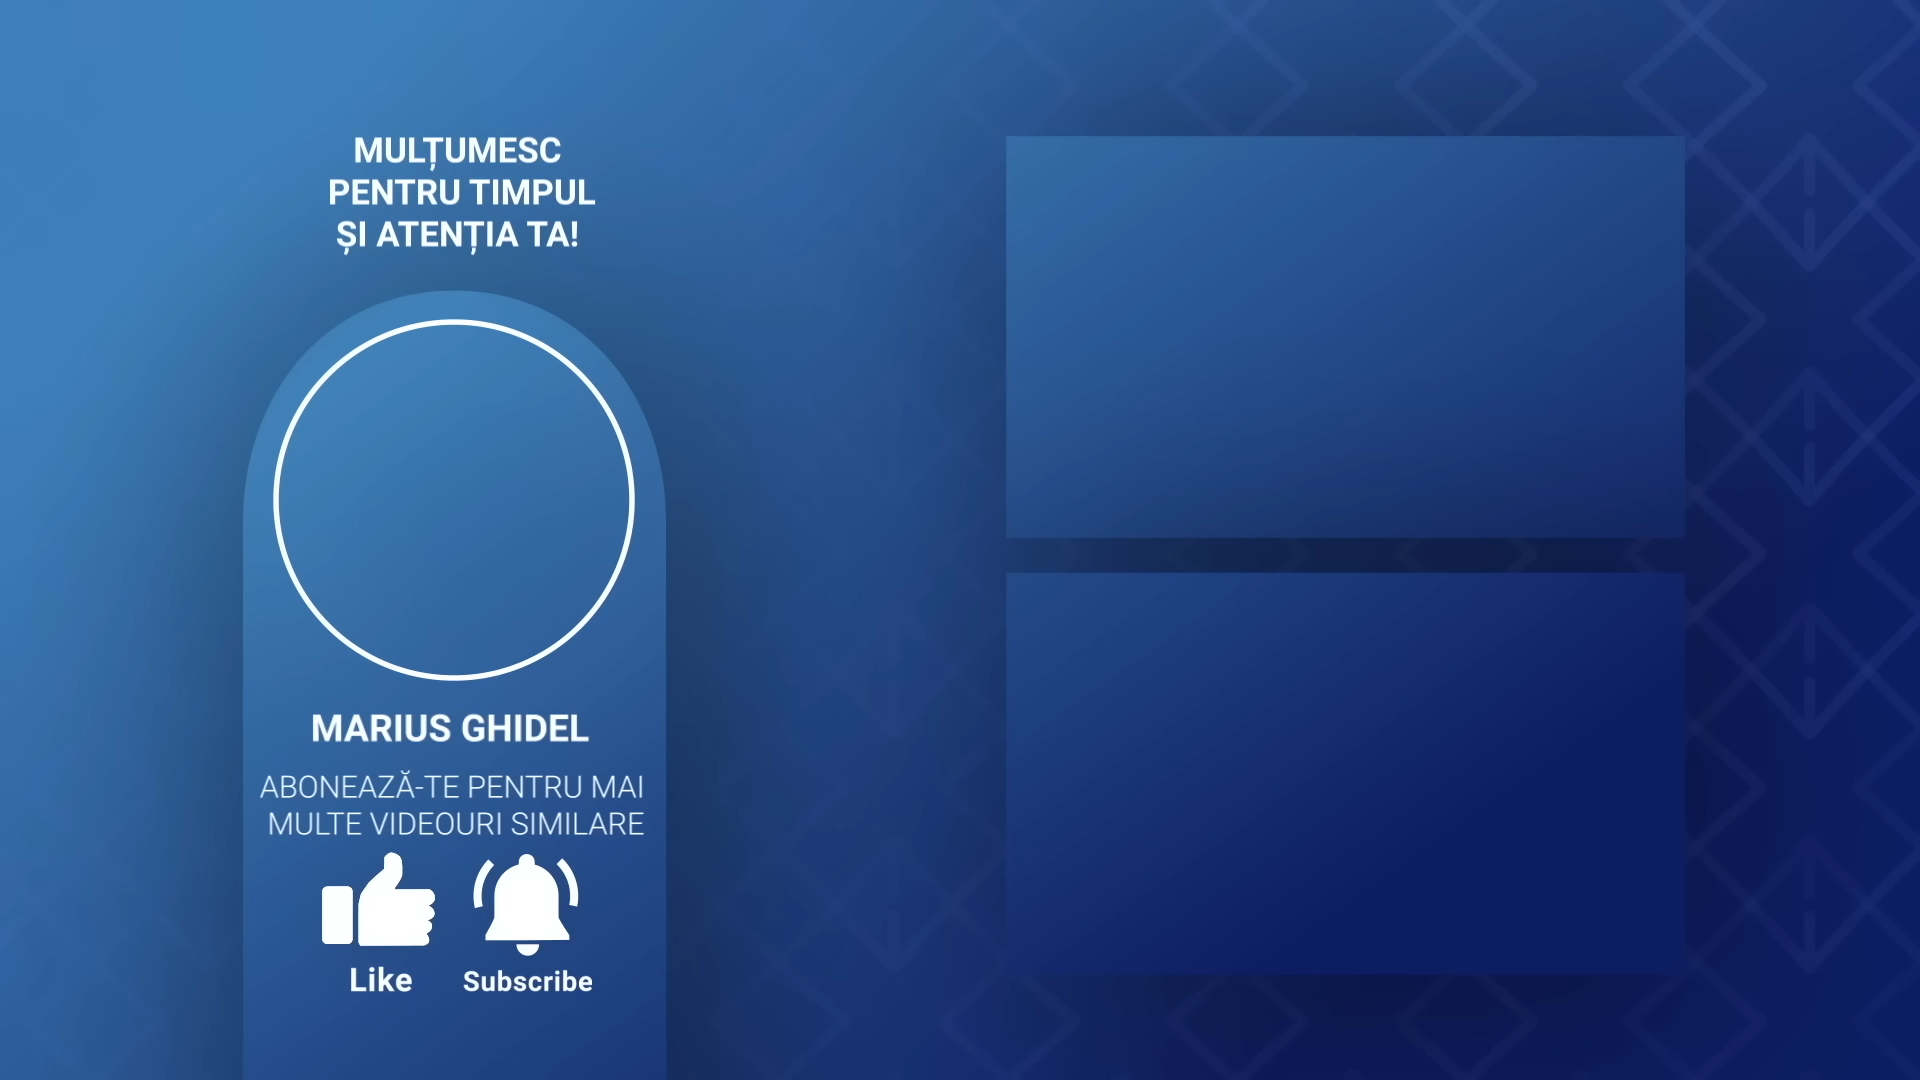 MULȚUMESC
PENTRU TIMPUL
ȘI ATENȚIA TA!
MARIUS GHIDEL
ABONEAZĂ-TE PENTRU MAI
MULTE VIDEOURI SIMILARE
Like
Subscribe